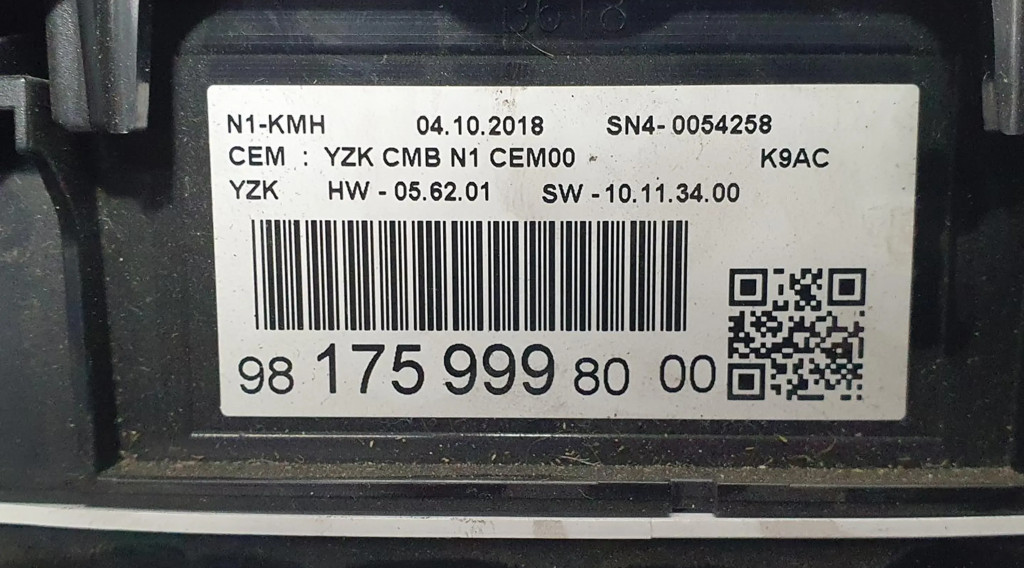 N1-KMH 04.10.2018 SN4-0054258
CEM : YZK CMB N1 CEM00 K9AC
YZK HW-05.62.01 SW-10.11.34.00
98 175 999 80 00